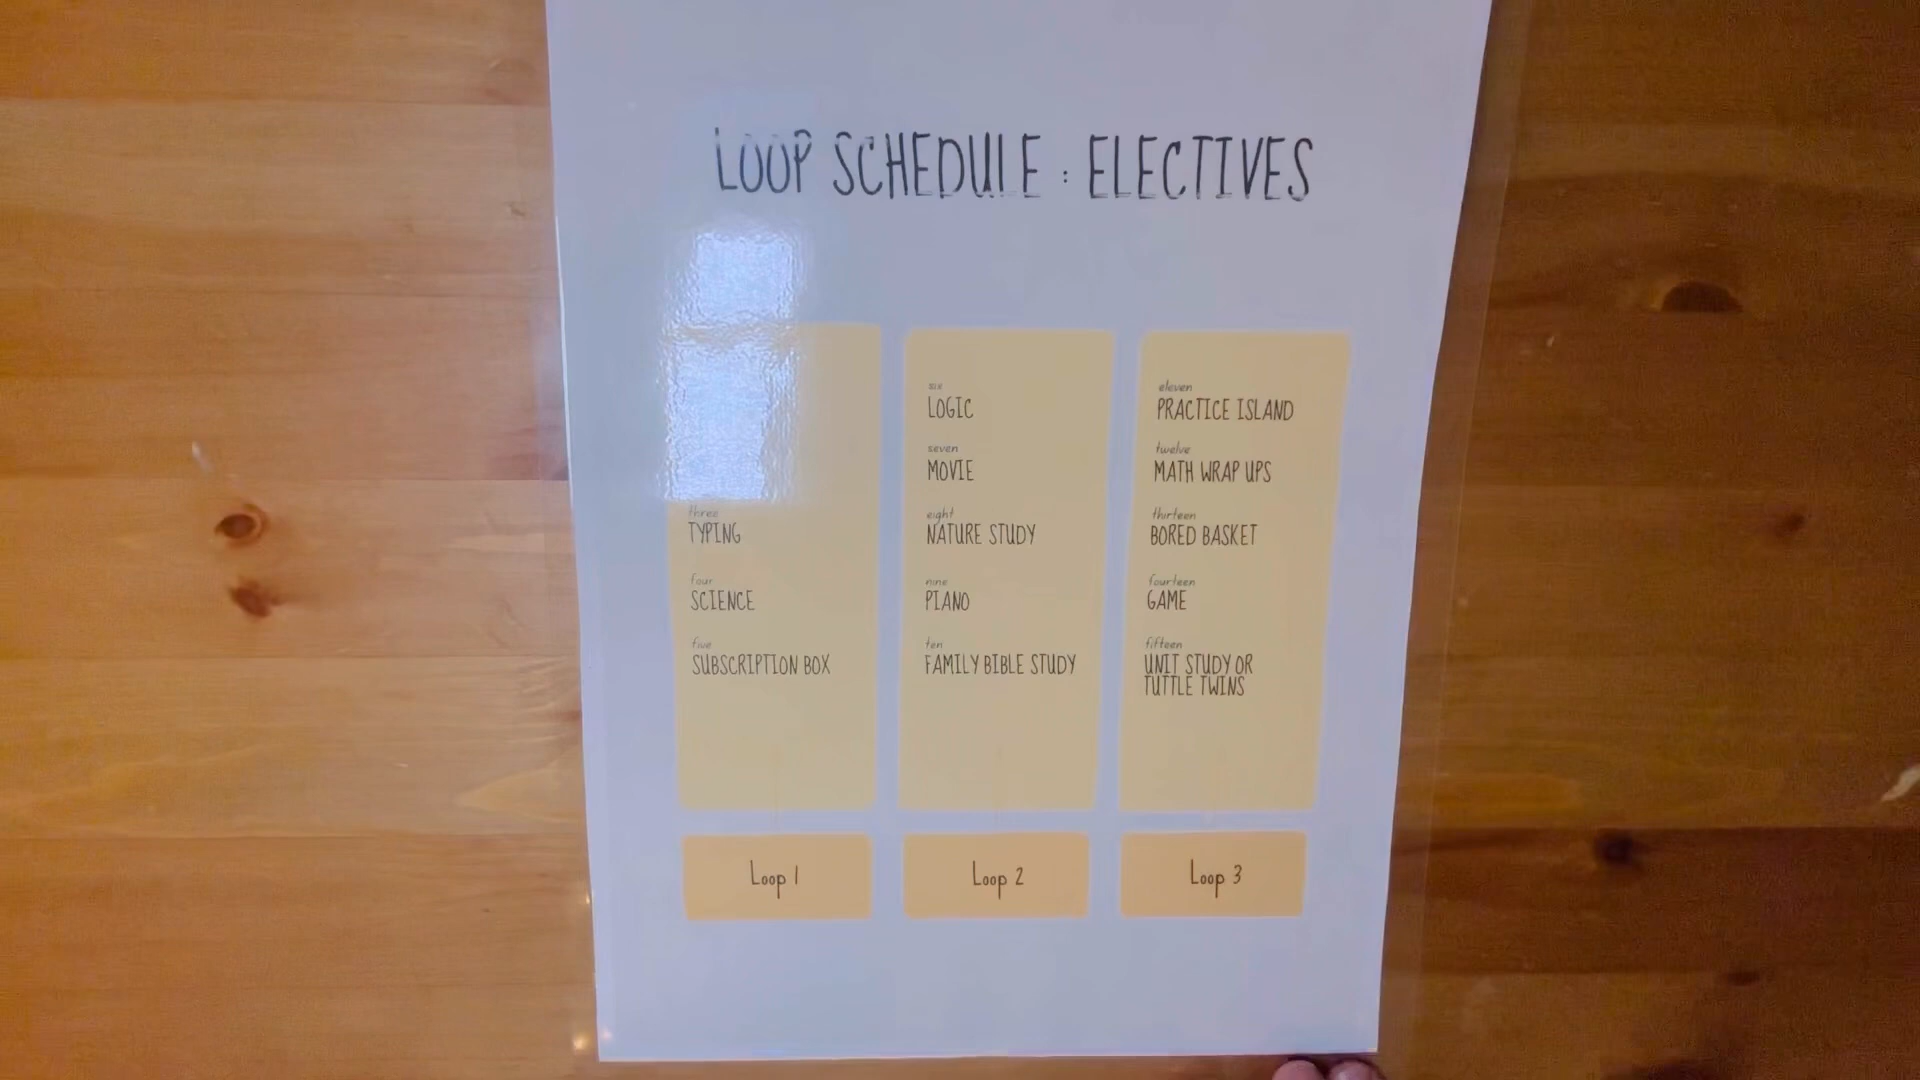 LOOP SCHEDULE : ELECTIVES
three
TYPING
four
SCIENCE
five
SUBSCRIPTION BOX
six
LOGIC
seven
MOVIE
eight
NATURE STUDY
nine
PIANO
ten
FAMILY BIBLE STUDY
eleven
PRACTICE ISLAND
twelve
MATH WRAP UPS
thirteen
BORED BASKET
fourteen
GAME
fifteen
UNIT STUDY OR
TUTTLE TWINS
Loop 1
Loop 2
Loop 3